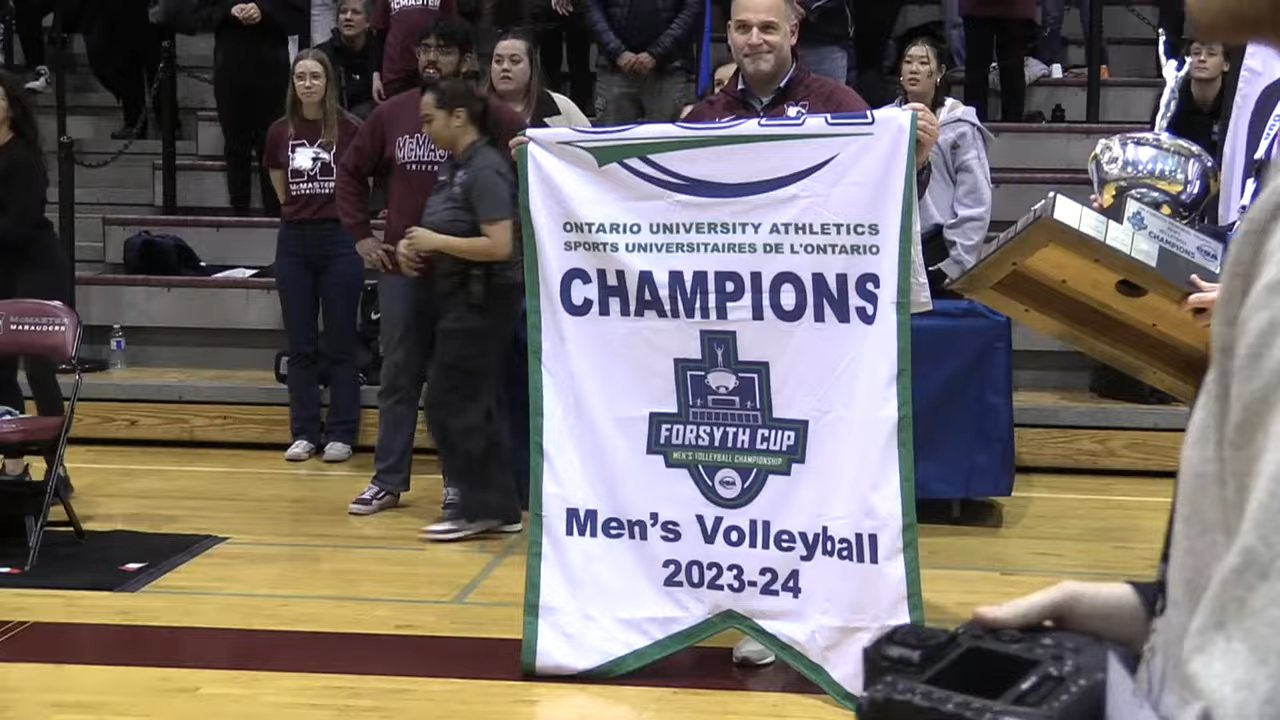 McMASTER
MARAUDERS
M
McMASTER
MARAUDERS
ONTARIO UNIVERSITY ATHLETICS
SPORTS UNIVERSITAIRES DE L'ONTARIO
CHAMPIONS
FORSYTH CUP
MEN'S VOLLEYBALL CHAMPIONSHIP
Men's Volleyball
2023-24
CHAMPIONS